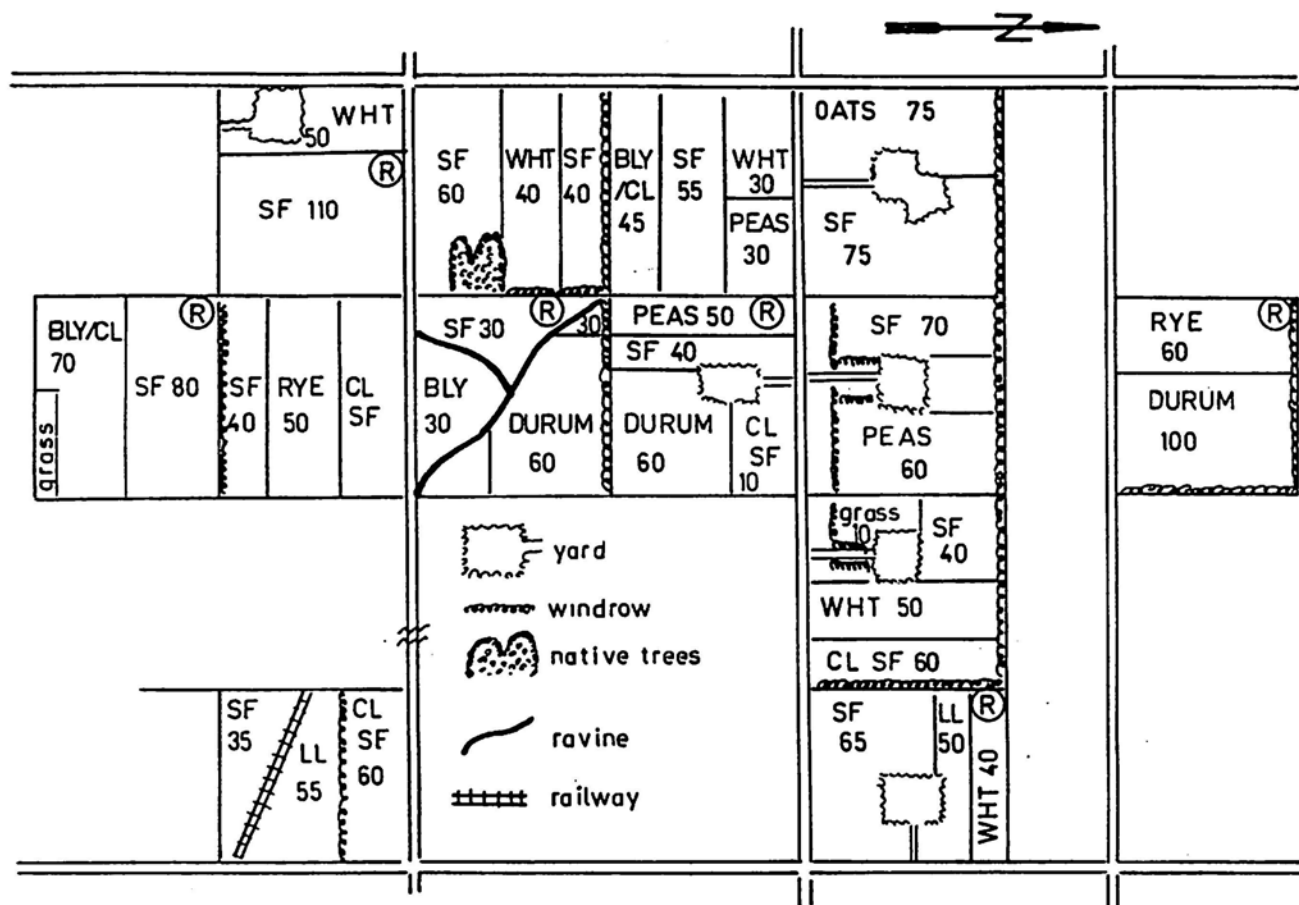 N
WHT
50
R
SF 110
SF
60
WHT
40
SF
40
BLY
/CL
45
SF
55
WHT
30
PEAS
30
OATS 75
SF
75
BLY/CL
70
grass
SF 80
R
SF
40
RYE
50
CL
SF
SF 30
R
30
BLY
30
DURUM
60
PEAS 50
R
SF 40
DURUM
60
CL
SF
10
SF 70
PEAS
60
RYE
60
R
DURUM
100
grass
10
SF
40
WHT 50
CL SF 60
yard
windrow
native trees
ravine
railway
SF
35
LL
55
CL
SF
60
SF
65
LL
50
R
WHT 40